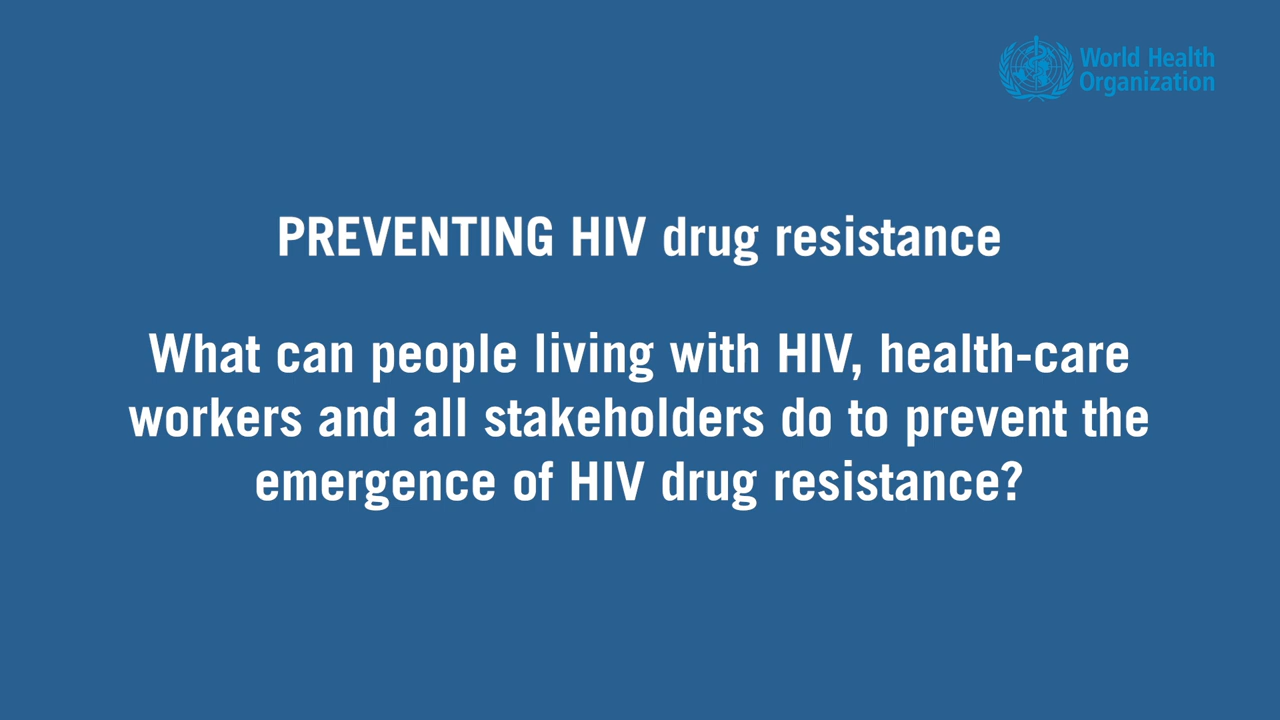 World Health
Organization
PREVENTING HIV drug resistance
What can people living with HIV, health-care
workers and all stakeholders do to prevent the
emergence of HIV drug resistance?